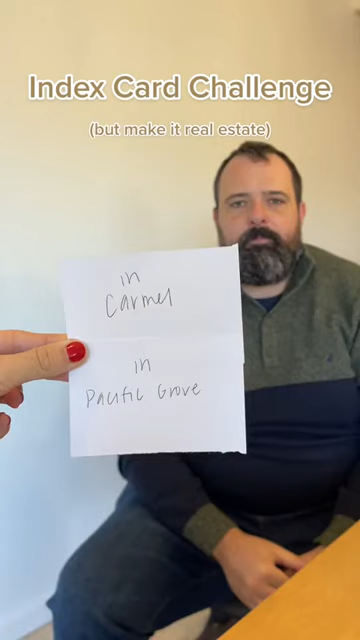 Index Card Challenge
(but make it real estate)
in
Carmel
in
Pacific Grove